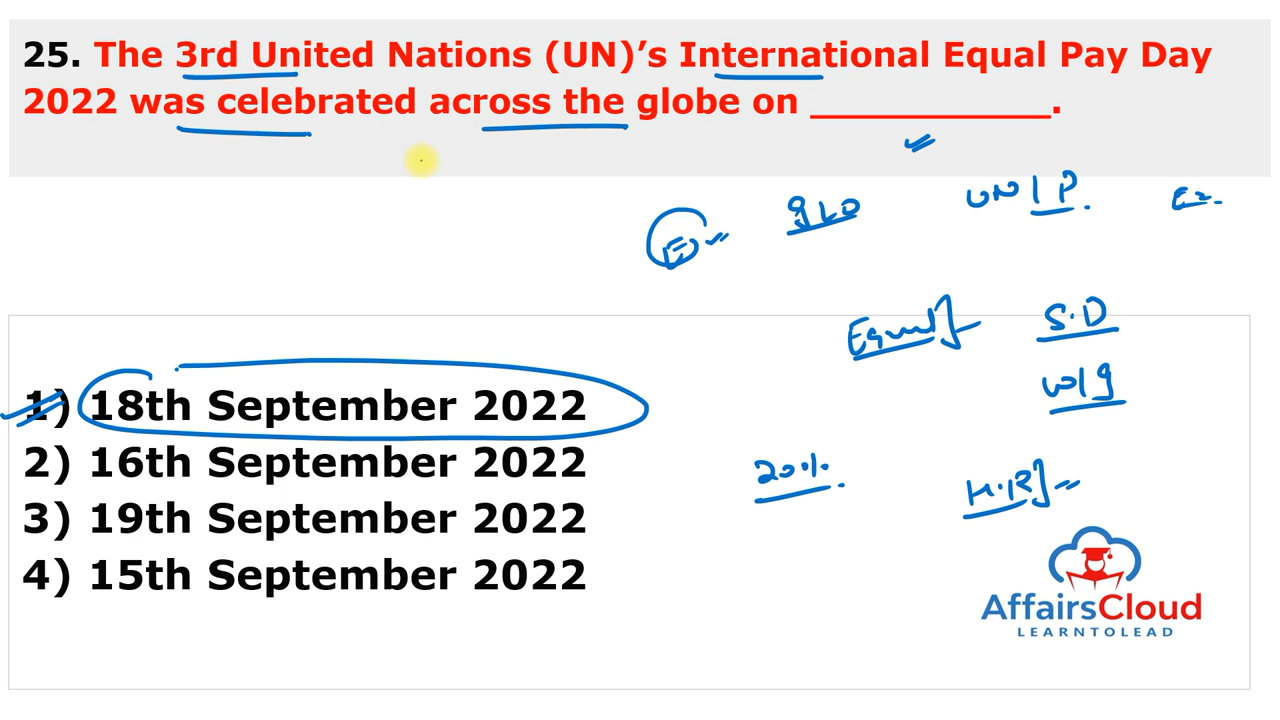 25. The 3rd United Nations (UN)’s International Equal Pay Day
2022 was celebrated across the globe on ______________.
UN | P.
Equal
S.D
1) 18th September 2022
2) 16th September 2022
20%.
H.R
3) 19th September 2022
4) 15th September 2022
AffairsCloud
LEARNTOLEAD